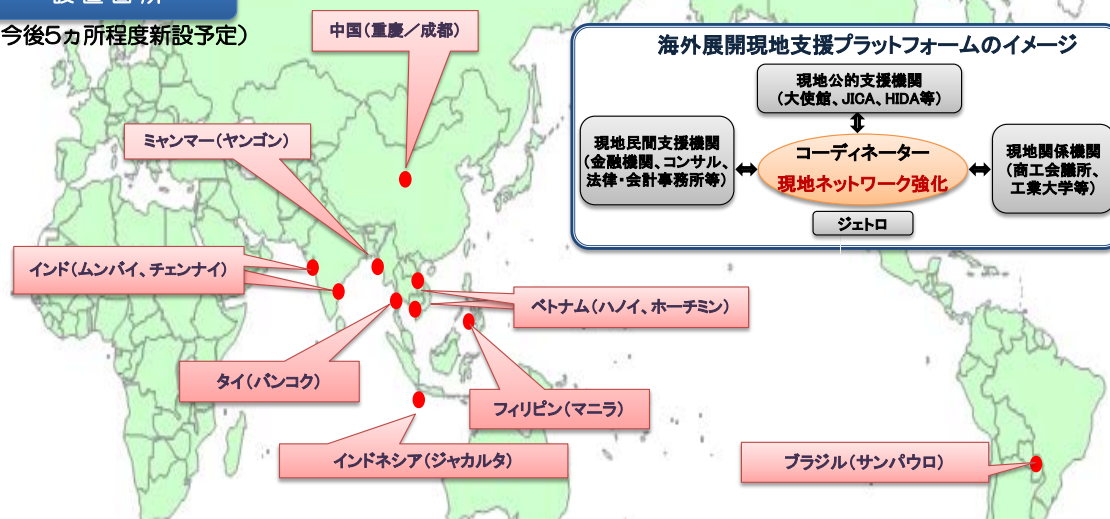 今後5ヵ所程度新設予定）
中国（重慶／成都）
ミャンマー（ヤンゴン）
インド（ムンバイ、チェンナイ）
ベトナム（ハノイ、ホーチミン）
タイ（バンコク）
フィリピン（マニラ）
インドネシア（ジャカルタ）
ブラジル（サンパウロ）
海外展開現地支援プラットフォームのイメージ
現地公的支援機関
（大使館、JICA、HIDA等）
現地民間支援機関
（金融機関、コンサル、
法律・会計事務所等）
コーディネーター
現地ネットワーク強化
現地関係機関
（商工会議所、
工業大学等）
ジェトロ